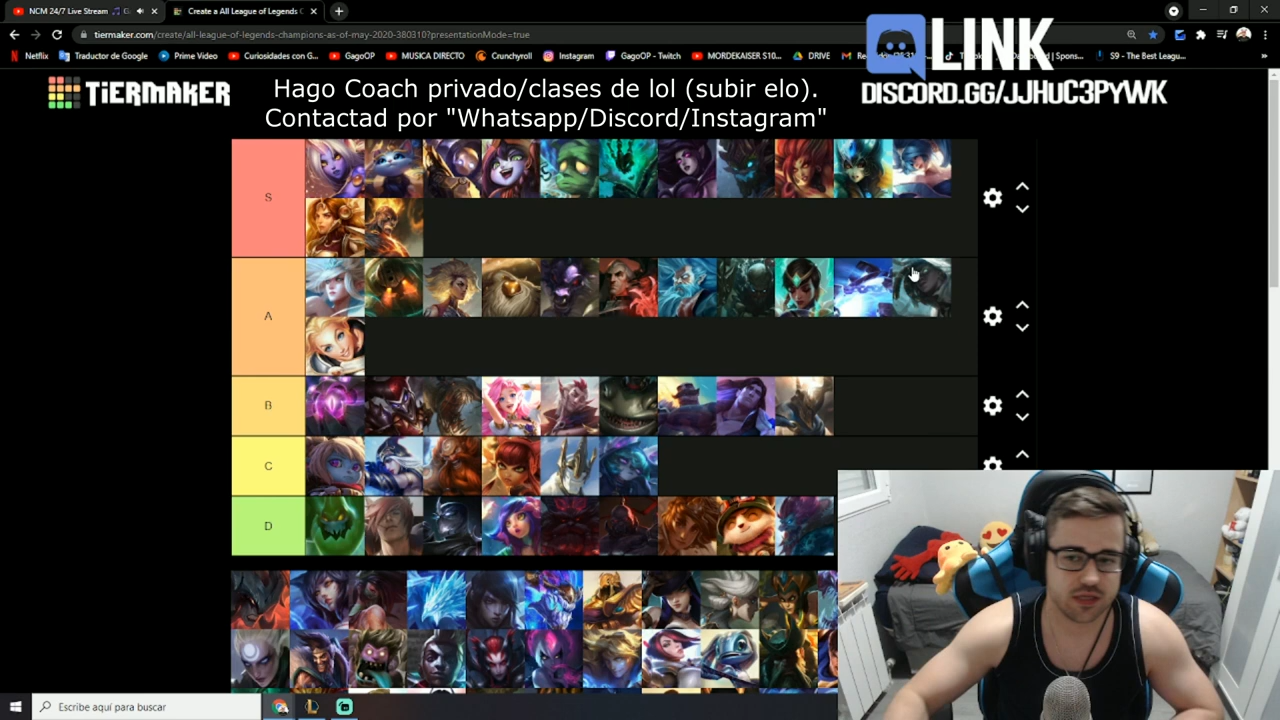 NCM 24/7 Live Stream
Create a All League of Legends C
tiermaker.com/create/all-league-of-legends-champions-as-of-may-2020-380310?presentationMode=true
Netflix
Traductor de Google
Prime Video
Curiosidades con G...
GagoOP
MUSICA DIRECTO
Crunchyroll
Instagram
GagoOP - Twitch
MORDEKAISER S10...
DRIVE
S9 - The Best Leagu...
LINK
DISCORD.GG/JJHUC3PYWK
TiERMAKER
Hago Coach privado/clases de lol (subir elo).
Contactad por "Whatsapp/Discord/Instagram"
S
A
B
C
D
Escribe aquí para buscar